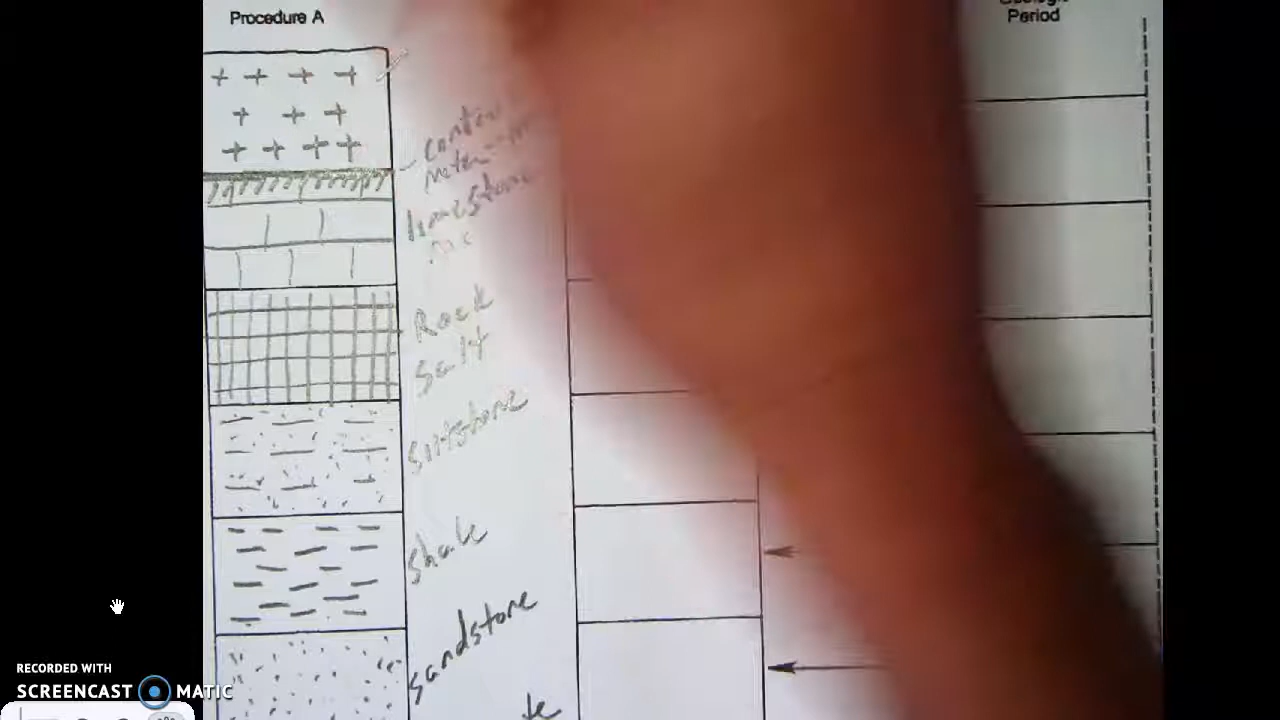 Procedure A
Period
limestone
Rock
Salt
siltstone
shale
sandstone
RECORDED WITH
SCREENCAST MATIC